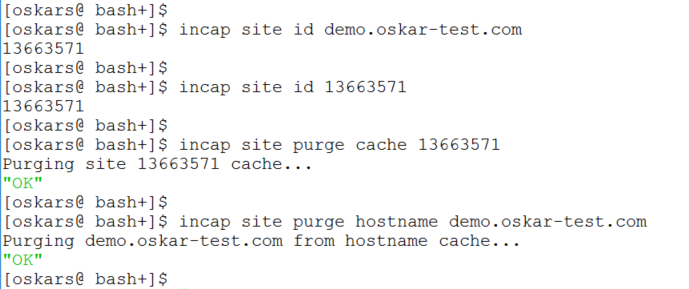 [oskars@ bash+]$
[oskars@ bash+]$ incap site id demo.oskar-test.com
13663571
[oskars@ bash+]$
[oskars@ bash+]$ incap site id 13663571
13663571
[oskars@ bash+]$
[oskars@ bash+]$ incap site purge cache 13663571
Purging site 13663571 cache...
"OK"
[oskars@ bash+]$
[oskars@ bash+]$ incap site purge hostname demo.oskar-test.com
Purging demo.oskar-test.com from hostname cache...
"OK"
[oskars@ bash+]$